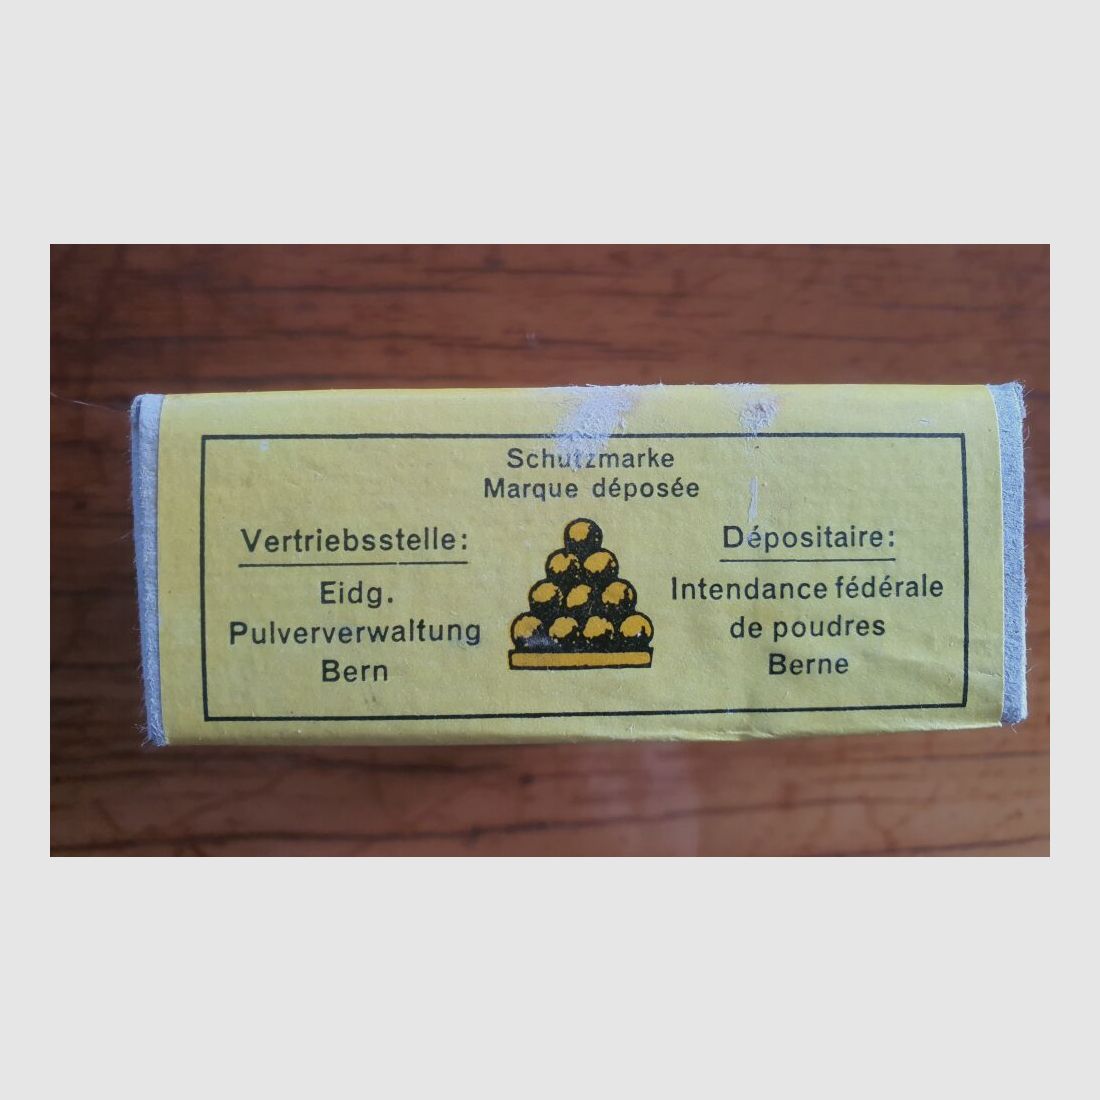 Schutzmarke
Marque déposée
Vertriebsstelle:
Eidg.
Pulververwaltung
Bern
Dépositaire:
Intendance fédérale
de poudres
Berne